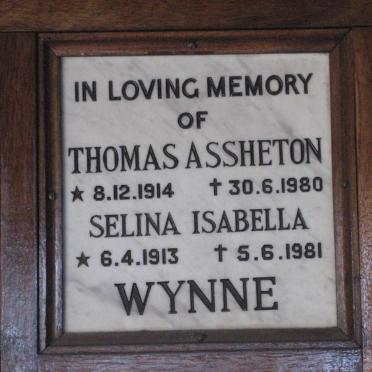 IN LOVING MEMORY
OF
THOMAS ASSHETON
★ 8.12.1914 † 30.6.1980
SELINA ISABELLA
★ 6.4.1913 † 5.6.1981
WYNNE